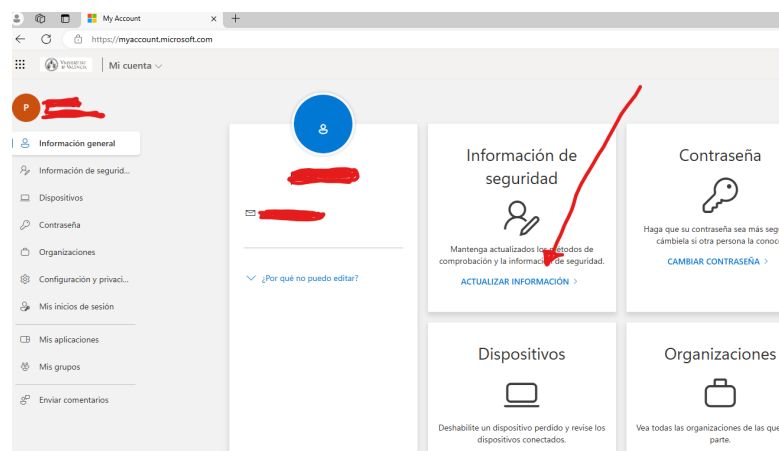 My Account
https://myaccount.microsoft.com
VNIVERSITAT
Mi cuenta
P
Información general
Información de segurid...
Dispositivos
Contraseña
Organizaciones
Configuración y privaci...
Mis inicios de sesión
Mis aplicaciones
Mis grupos
Enviar comentarios
¿Por qué no puedo editar?
Información de
seguridad
Mantenga actualizados los métodos de
comprobación y la información de seguridad.
ACTUALIZAR INFORMACIÓN
Contraseña
Haga que su contraseña sea más segu
cámbiela si otra persona la conoc
CAMBIAR CONTRASEÑA
Dispositivos
Deshabilite un dispositivo perdido y revise los
dispositivos conectados.
Organizaciones
Vea todas las organizaciones de las que
parte.